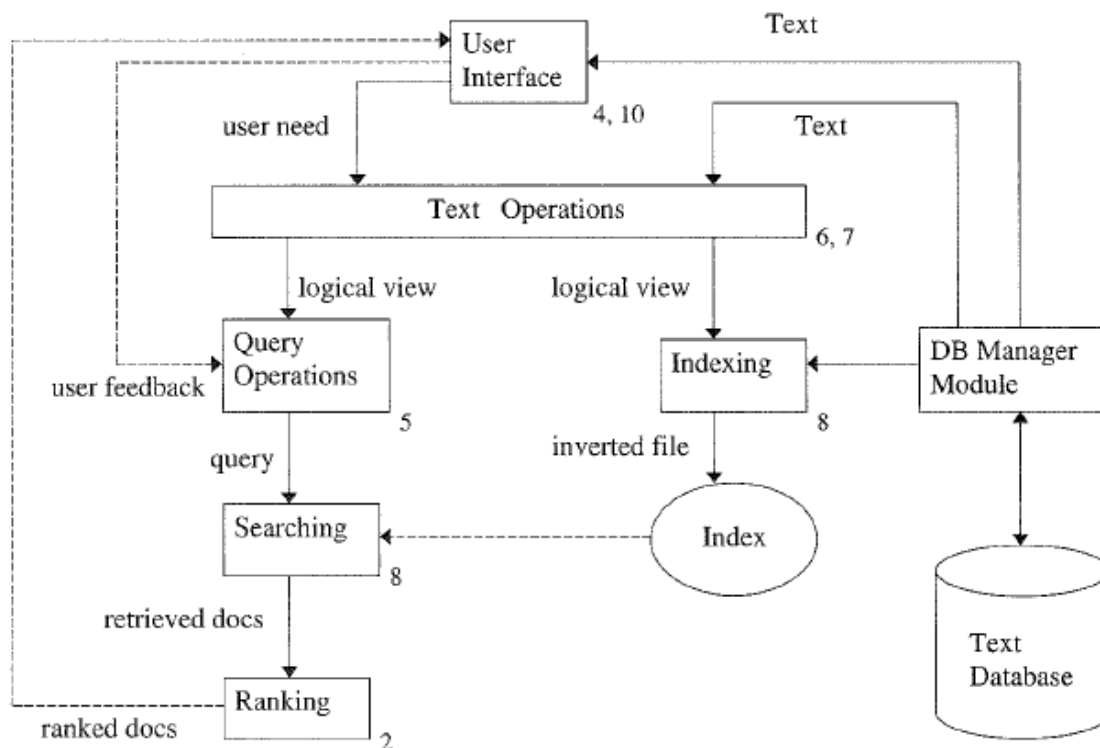 Text
User
Interface
4, 10
user need
Text
Text Operations
6, 7
logical view
logical view
Query
Operations
user feedback
5
Indexing
8
DB Manager
Module
query
inverted file
Searching
8
Index
retrieved docs
Text
Database
Ranking
2
ranked docs